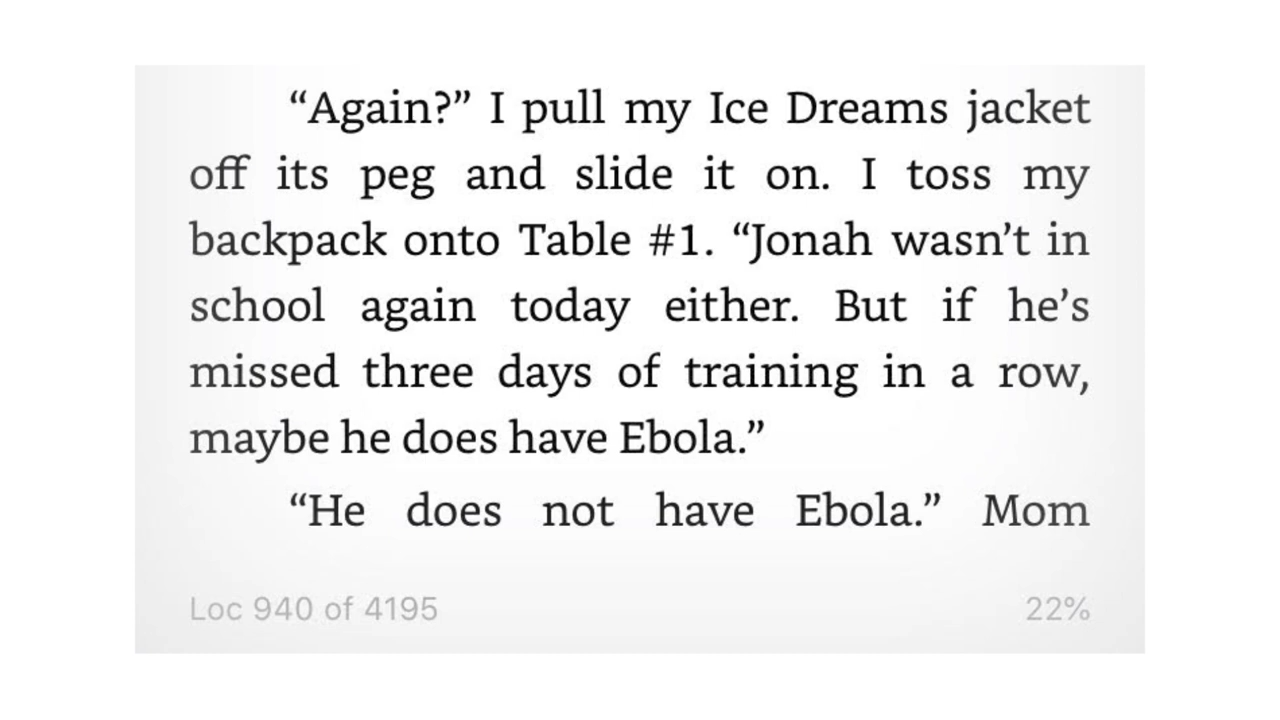 “Again?” I pull my Ice Dreams jacket
off its peg and slide it on. I toss my
backpack onto Table #1. “Jonah wasn’t in
school again today either. But if he’s
missed three days of training in a row,
maybe he does have Ebola.”
“He does not have Ebola.” Mom
Loc 940 of 4195
22%